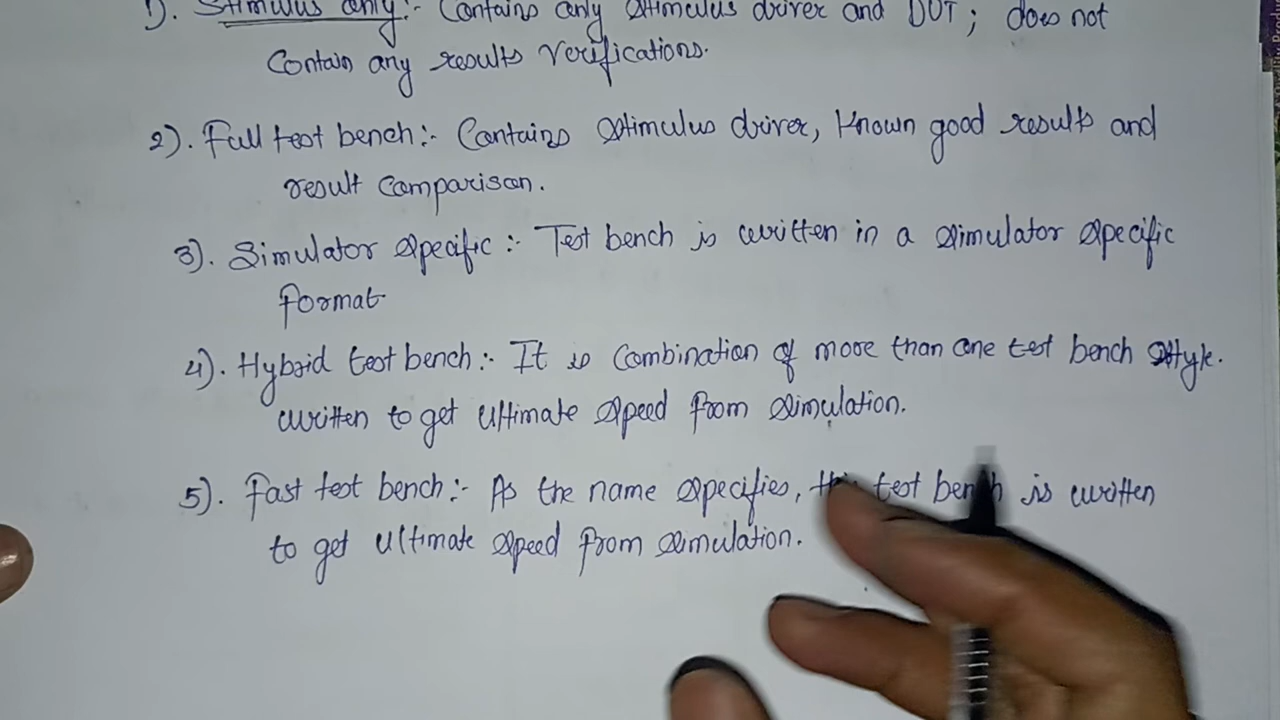 1). Stimulus only:- Contains only stimulus driver and DUT; does not
Contain any results verifications.
2). Full test bench:- Contains stimulus driver, known good results and
result comparison.
3). Simulator specific:- Test bench is written in a simulator specific
format.
4). Hybrid test bench:- It is combination of more than one test bench style.
written to get ultimate speed from simulation.
5). Fast test bench:- As the name specifies, this test bench is written
to get ultimate speed from simulation.